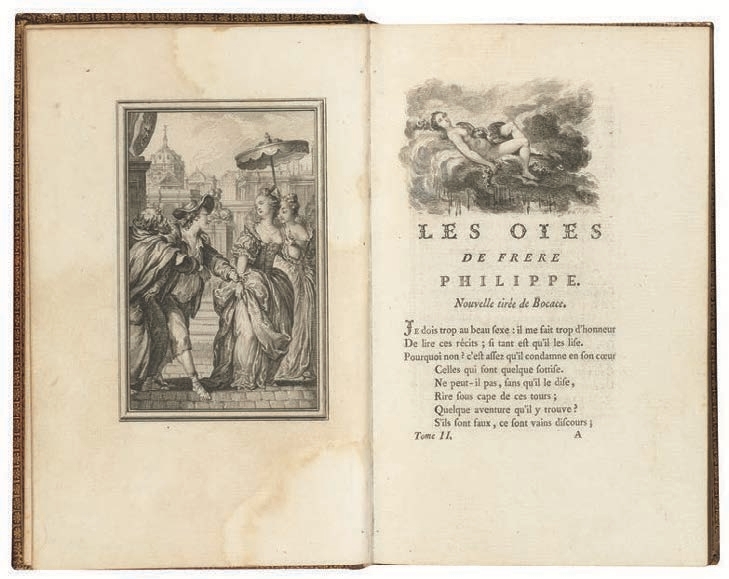 LES OIES
DE FRERE
PHILIPPE.
Nouvelle tirée de Bocace.
JE dois trop au beau ſexe : il me fait trop d'honneur
De lire ces récits ; ſi tant eſt qu'il les liſe.
Pourquoi non ? c'eſt aſſez qu'il condamne en ſon cœur
Celles qui font quelque ſottiſe.
Ne peut-il pas, ſans qu'il le diſe,
Rire ſous cape de ces tours ;
Quelque aventure qu'il y trouve ?
S'ils ſont faux, ce ſont vains diſcours ;
Tome II. A